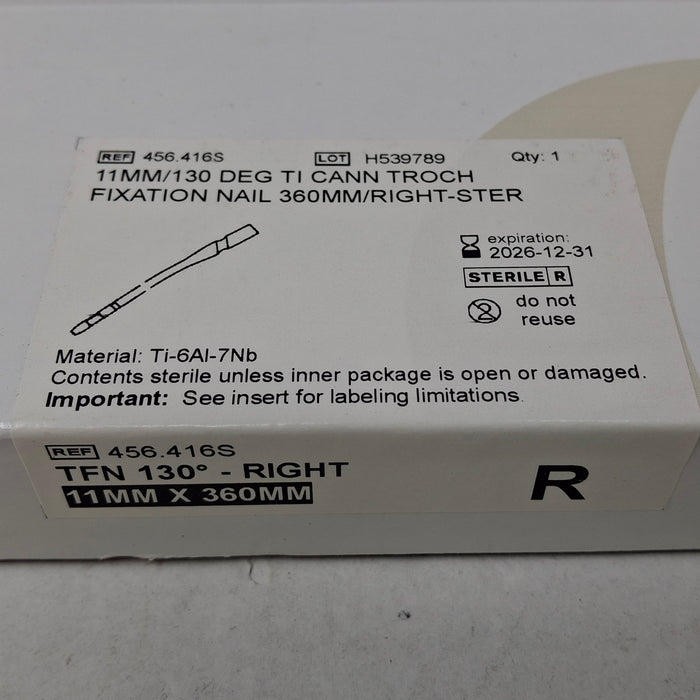 REF 456.416S LOT H539789 Qty: 1
11MM/130 DEG TI CANN TROCH
FIXATION NAIL 360MM/RIGHT-STER
expiration:
2026-12-31
STERILE R
2 do not
reuse
Material: Ti-6Al-7Nb
Contents sterile unless inner package is open or damaged.
Important: See insert for labeling limitations.
REF 456.416S
TFN 130° - RIGHT
11MM X 360MM
R